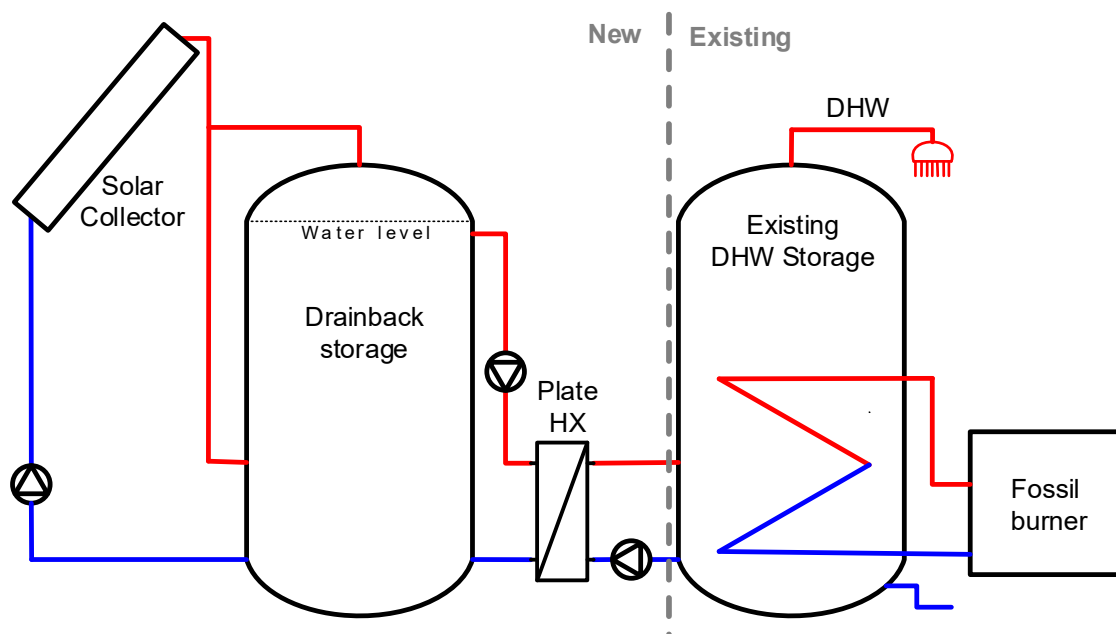 New
Existing
DHW
Solar
Collector
Water level
Existing
DHW Storage
Drainback
storage
Plate
HX
Fossil
burner